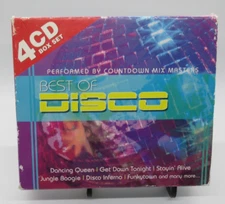 4CD
BOX SET
PERFORMED BY COUNTDOWN MIX MASTERS
BEST OF
DISCO
Dancing Queen | Get Down Tonight | Stayin' Alive
Jungle Boogie | Disco Inferno | Funkytown and many more...